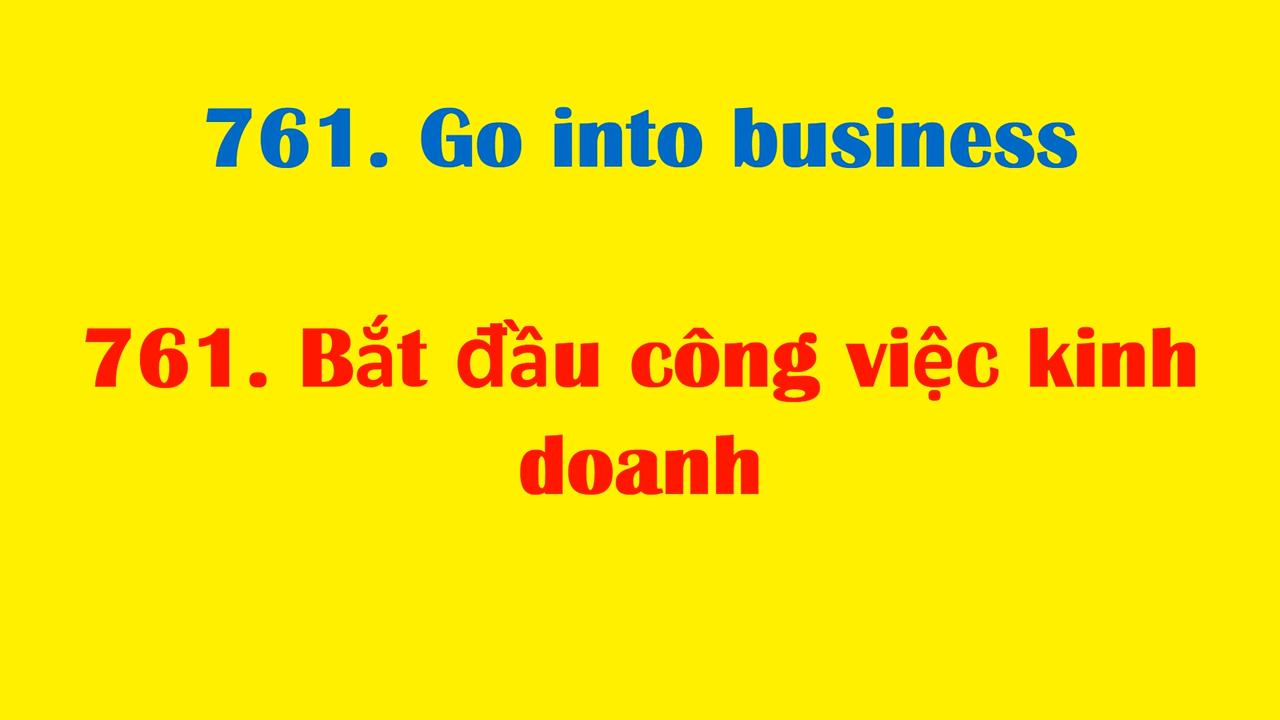 761. Go into business
761. Bắt đầu công việc kinh
doanh